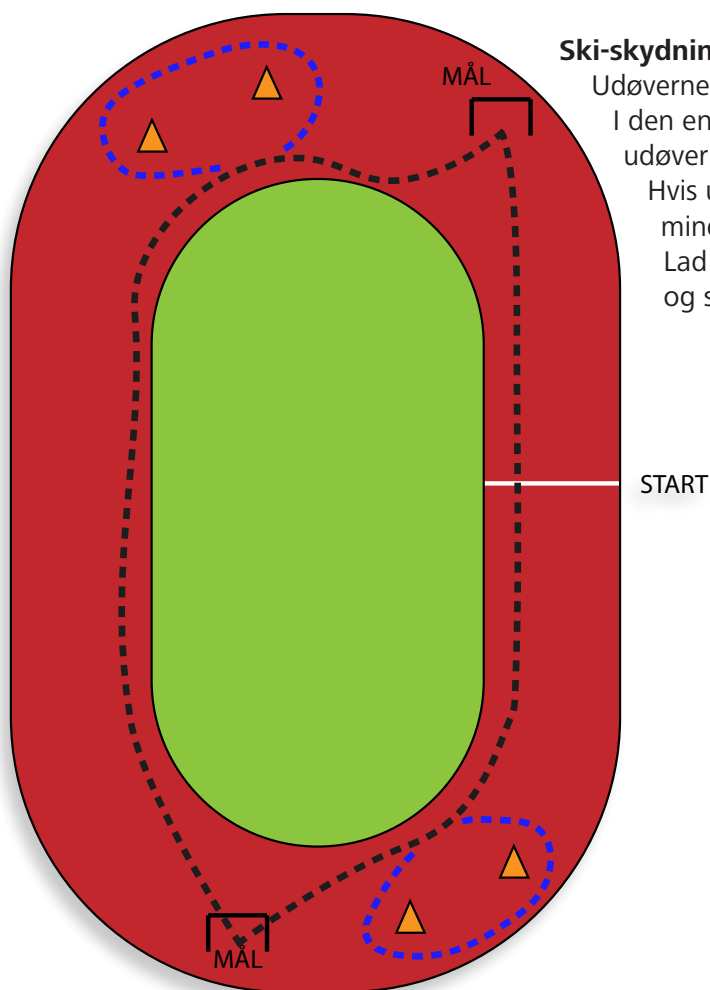 Ski-skydnin
MÅL
Udøverne
I den en
udøver
Hvis u
mind
Lad
og s
START
MÅL